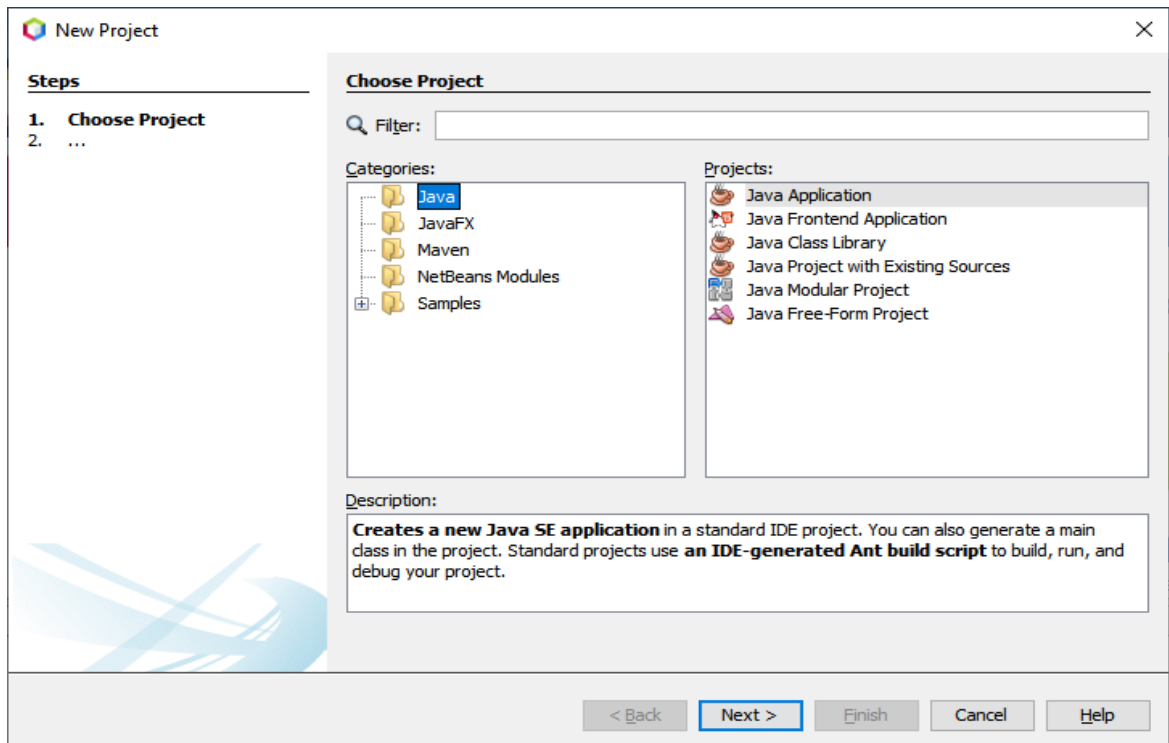 New Project
Steps
1. Choose Project
2. ...
Choose Project
Filter:
Categories:
Java
JavaFX
Maven
NetBeans Modules
Samples
Projects:
Java Application
Java Frontend Application
Java Class Library
Java Project with Existing Sources
Java Modular Project
Java Free-Form Project
Description:
Creates a new Java SE application in a standard IDE project. You can also generate a main
class in the project. Standard projects use an IDE-generated Ant build script to build, run, and
debug your project.
< Back
Next >
Finish
Cancel
Help